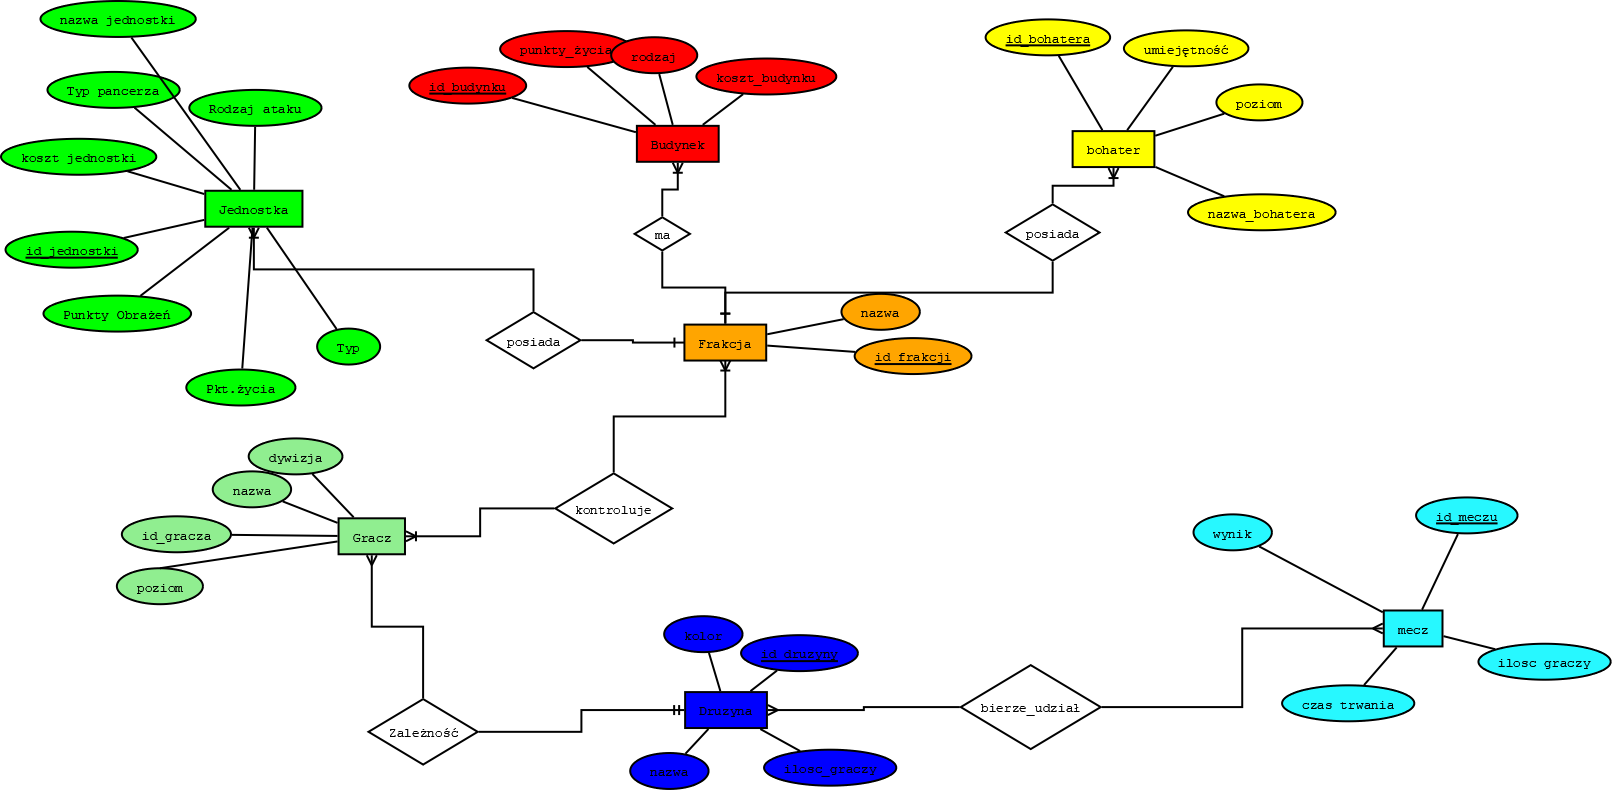 nazwa jednostki
Typ pancerza
Rodzaj ataku
koszt jednostki
Jednostka
id_jednostki
Punkty Obrażeń
Typ
Pkt.życia
punkty_życia
rodzaj
id_budynku
koszt_budynku
Budynek
ma
id_bohatera
umiejętność
poziom
bohater
nazwa_bohatera
posiada
posiada
nazwa
Frakcja
id_frakcji
dywizja
nazwa
id_gracza
Gracz
poziom
kontroluje
Zależność
kolor
id_druzyny
Druzyna
nazwa
ilosc_graczy
bierze_udział
wynik
id_meczu
mecz
ilosc graczy
czas trwania